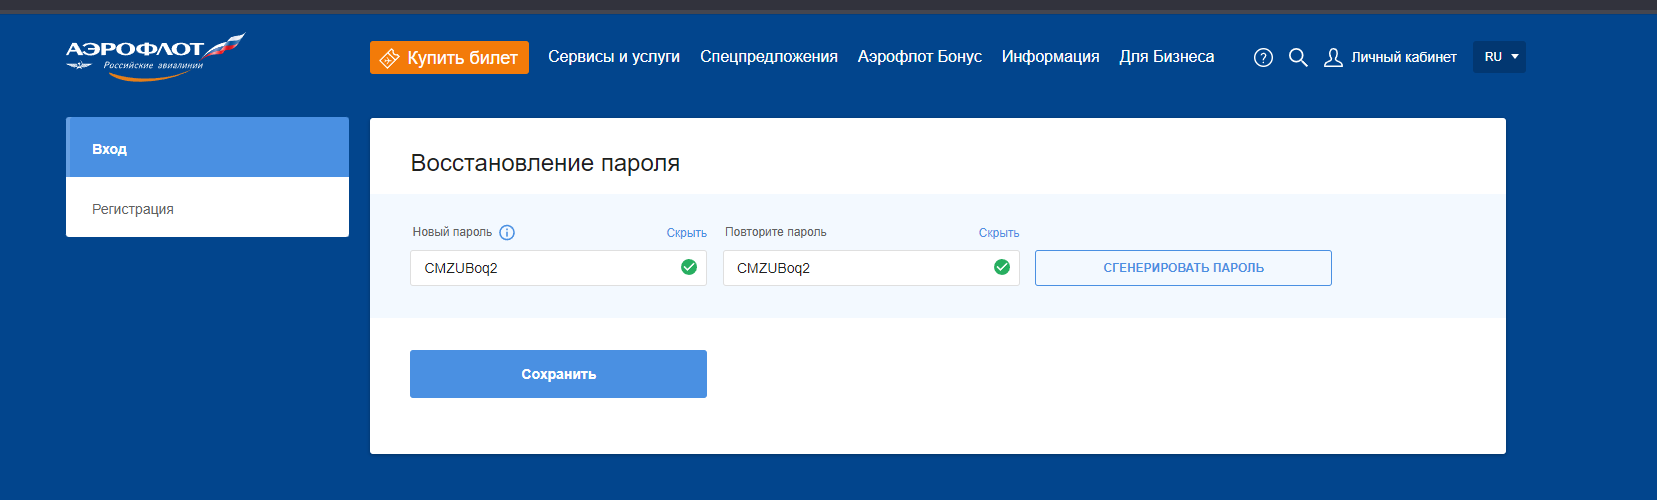 АЭРОФЛОТ
Российские авиалинии
Купить билет Сервисы и услуги Спецпредложения Аэрофлот Бонус Информация Для Бизнеса ? Личный кабинет RU
Вход
Регистрация
Восстановление пароля
Новый пароль i Скрыть Повторите пароль Скрыть
CMZUBoq2 CMZUBoq2 СГЕНЕРИРОВАТЬ ПАРОЛЬ
Сохранить